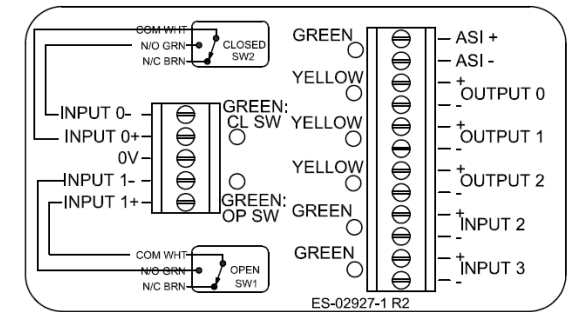 COM WHT
N/O GRN
N/C BRN
CLOSED
SW2
INPUT 0-
INPUT 0+
0V
INPUT 1-
INPUT 1+
GREEN:
CL SW
GREEN:
OP SW
COM WHT
N/O GRN
N/C BRN
OPEN
SW1
GREEN
YELLOW
YELLOW
YELLOW
GREEN
GREEN
ASI +
ASI -
+
OUTPUT 0
-
+
OUTPUT 1
-
+
OUTPUT 2
-
+
INPUT 2
-
+
INPUT 3
-
ES-02927-1 R2